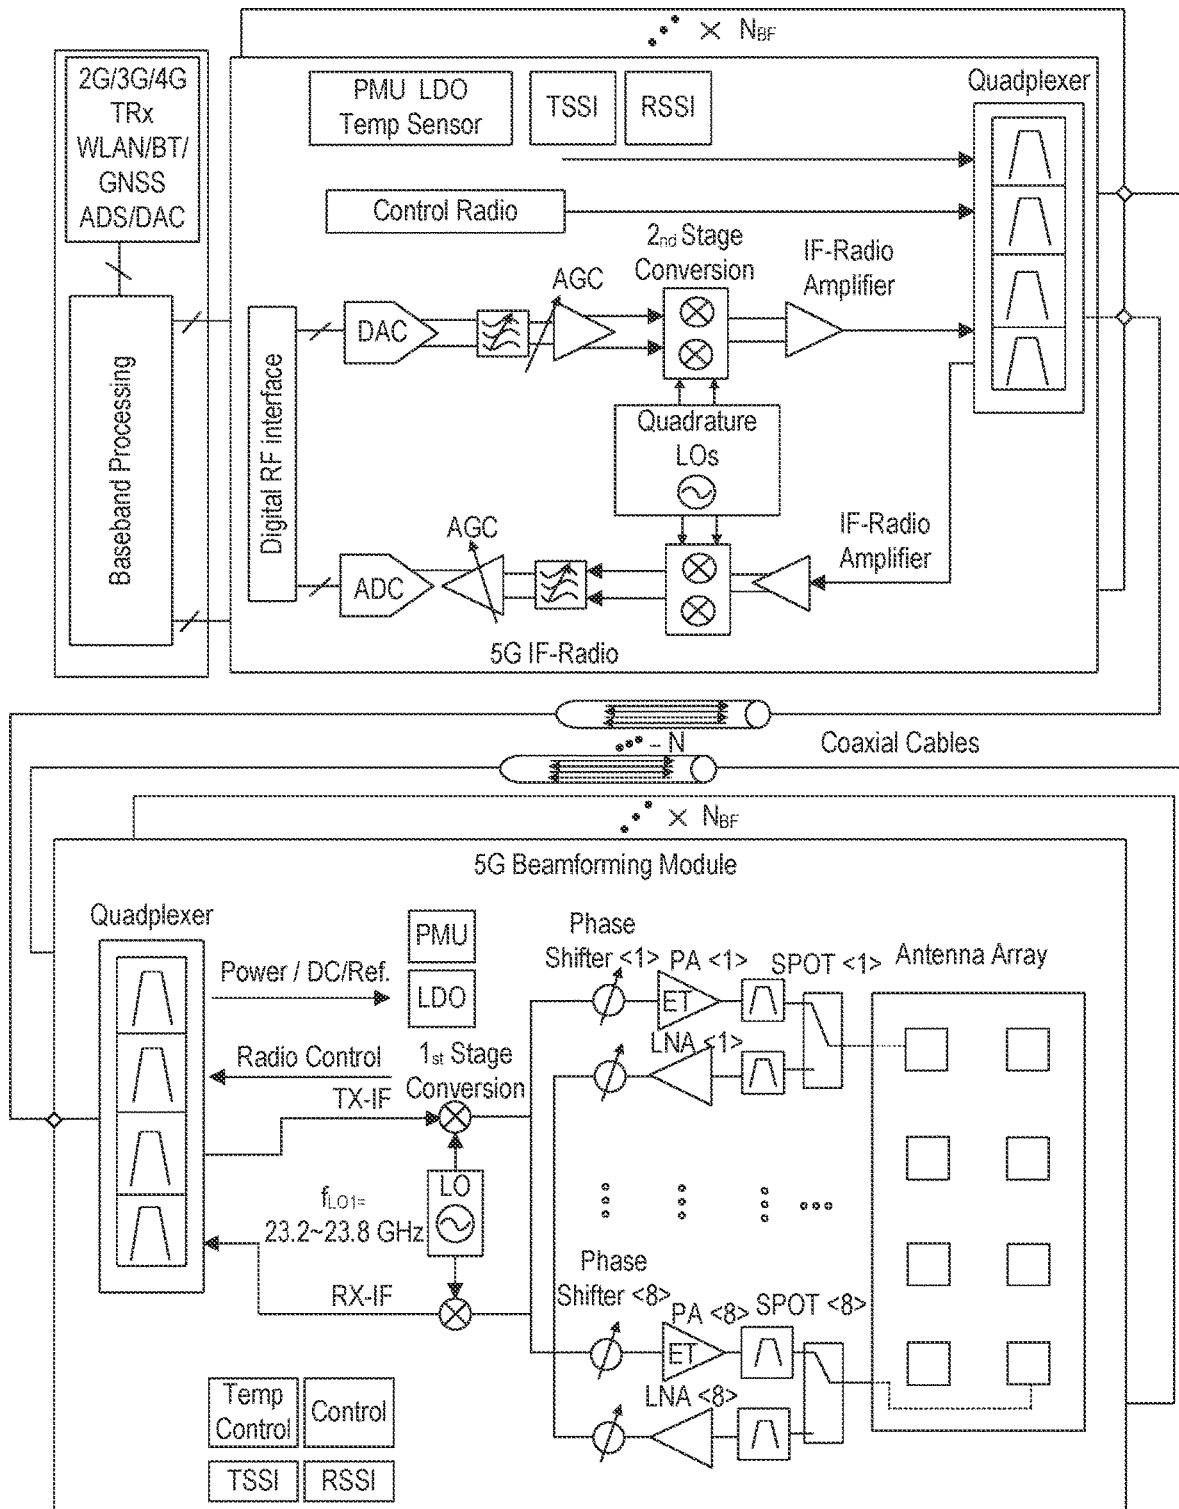 × NBF
2G/3G/4G
TRx
WLAN/BT/
GNSS
ADS/DAC
Baseband Processing
PMU LDO
Temp Sensor
TSSI
RSSI
Quadplexer
Control Radio
2nd Stage
Conversion
IF-Radio
Amplifier
AGC
DAC
Digital RF interface
Quadrature
LOs
AGC
IF-Radio
Amplifier
ADC
5G IF-Radio
– N
Coaxial Cables
× NBF
5G Beamforming Module
Quadplexer
Power / DC/Ref.
PMU
LDO
Radio Control
1st Stage
Conversion
TX-IF
LO
fLO1=
23.2~23.8 GHz
RX-IF
Phase
Shifter <1>
PA <1>
SPOT <1>
ET
LNA <1>
Antenna Array
Phase
Shifter <8>
PA <8>
SPOT <8>
ET
LNA <8>
Temp
Control
Control
TSSI
RSSI